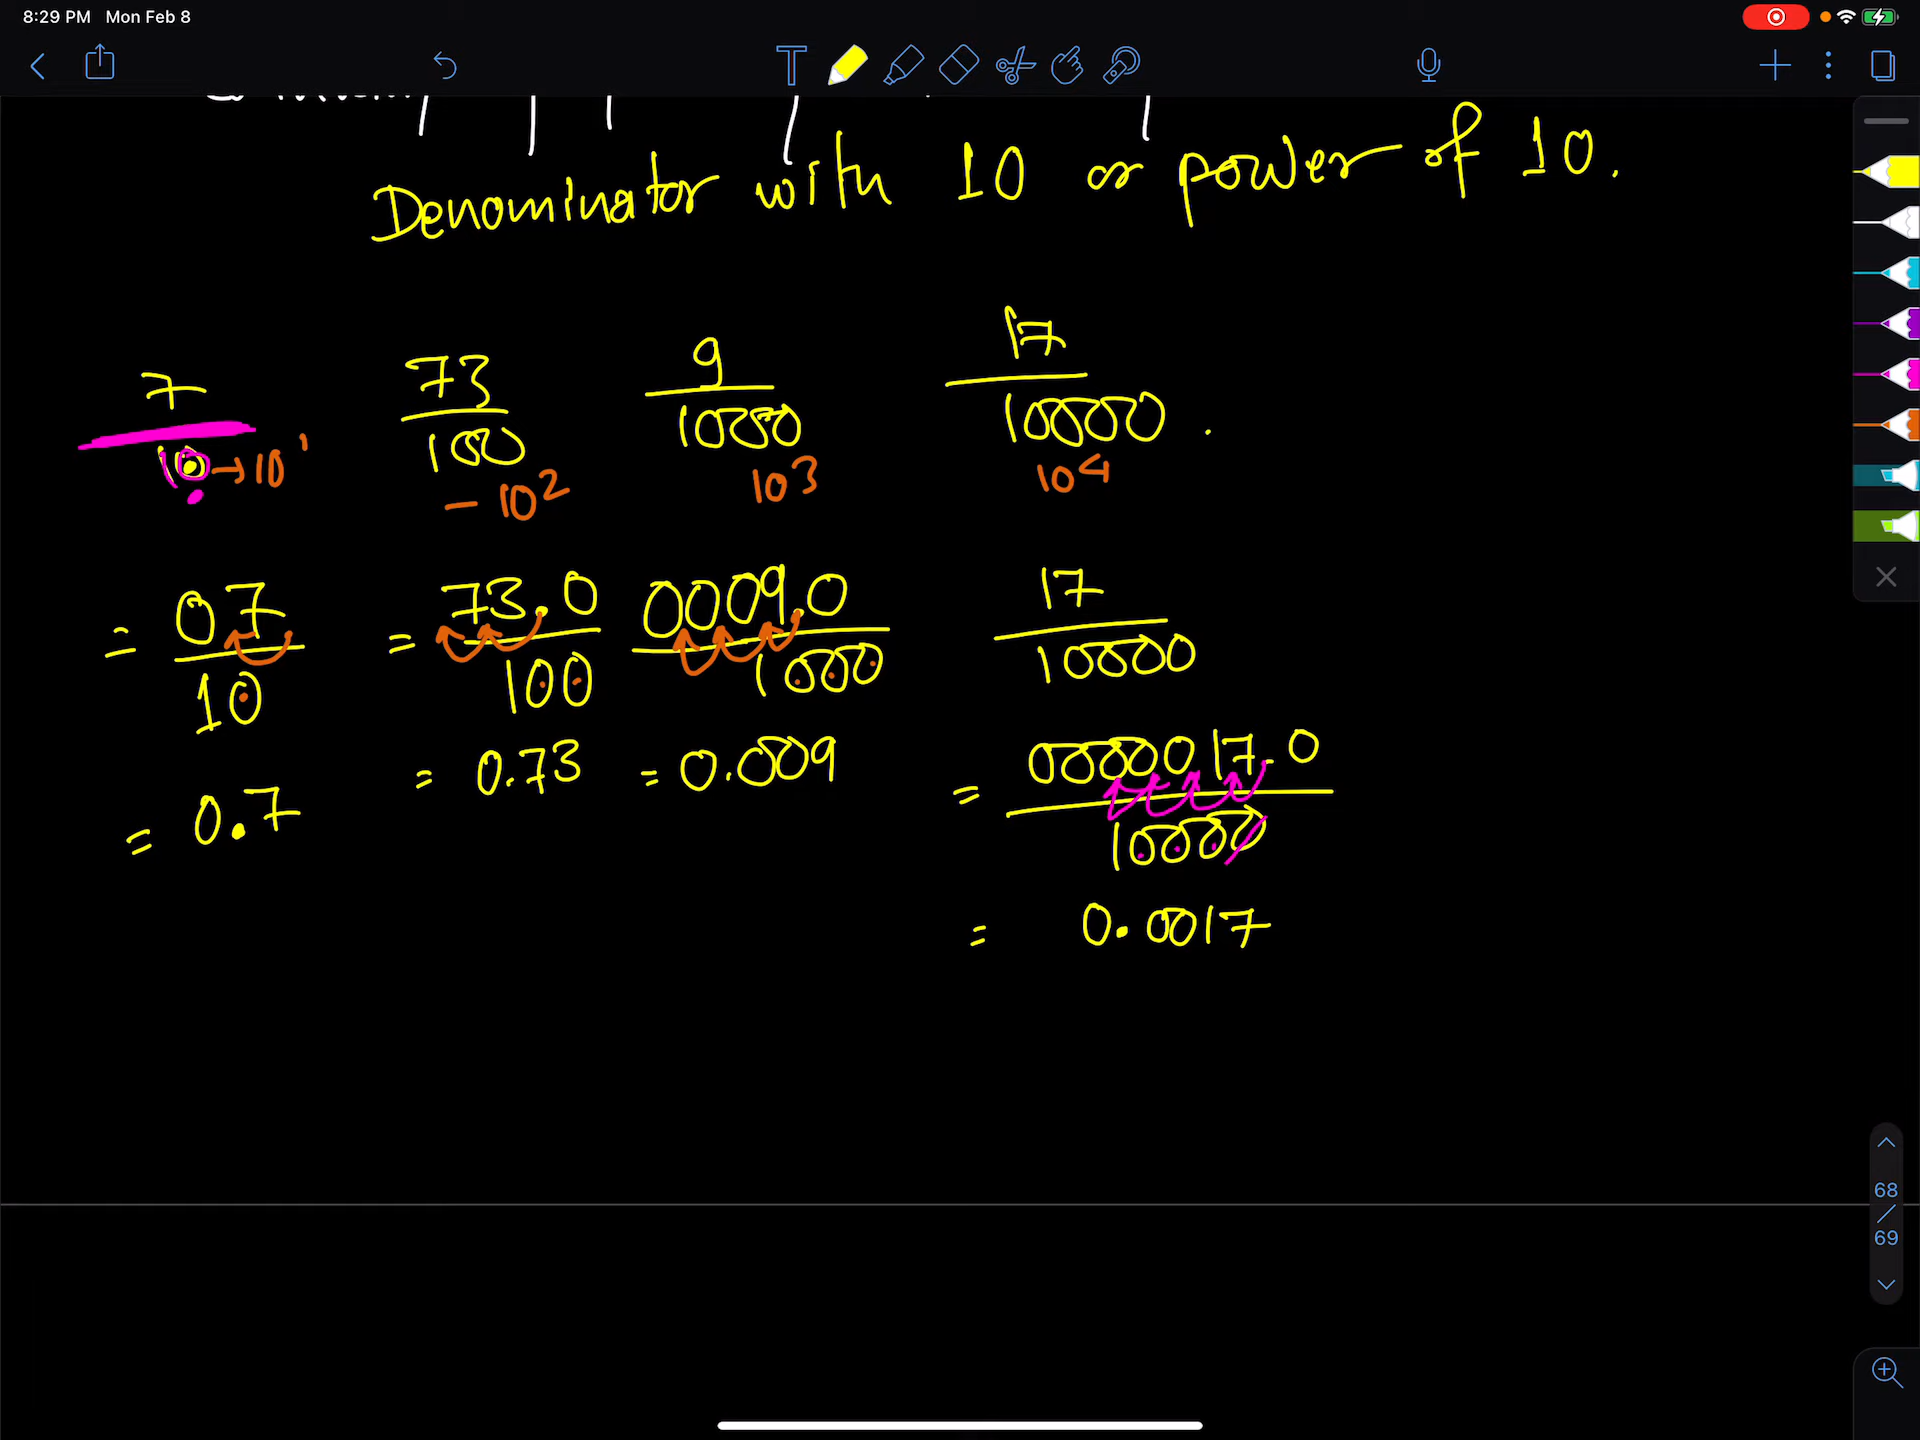 8:29 PM Mon Feb 8
Denominator with 10 or power of 10.
7/10 → 10¹
73/100 – 10²
9/1000 10³
17/10000 .
10⁴
= 07/10 = 73.0/100 0009.0/1000 17/10000
= 0.7 = 0.73 = 0.009 = 0000017.0/10000
= 0.0017
68
/
69